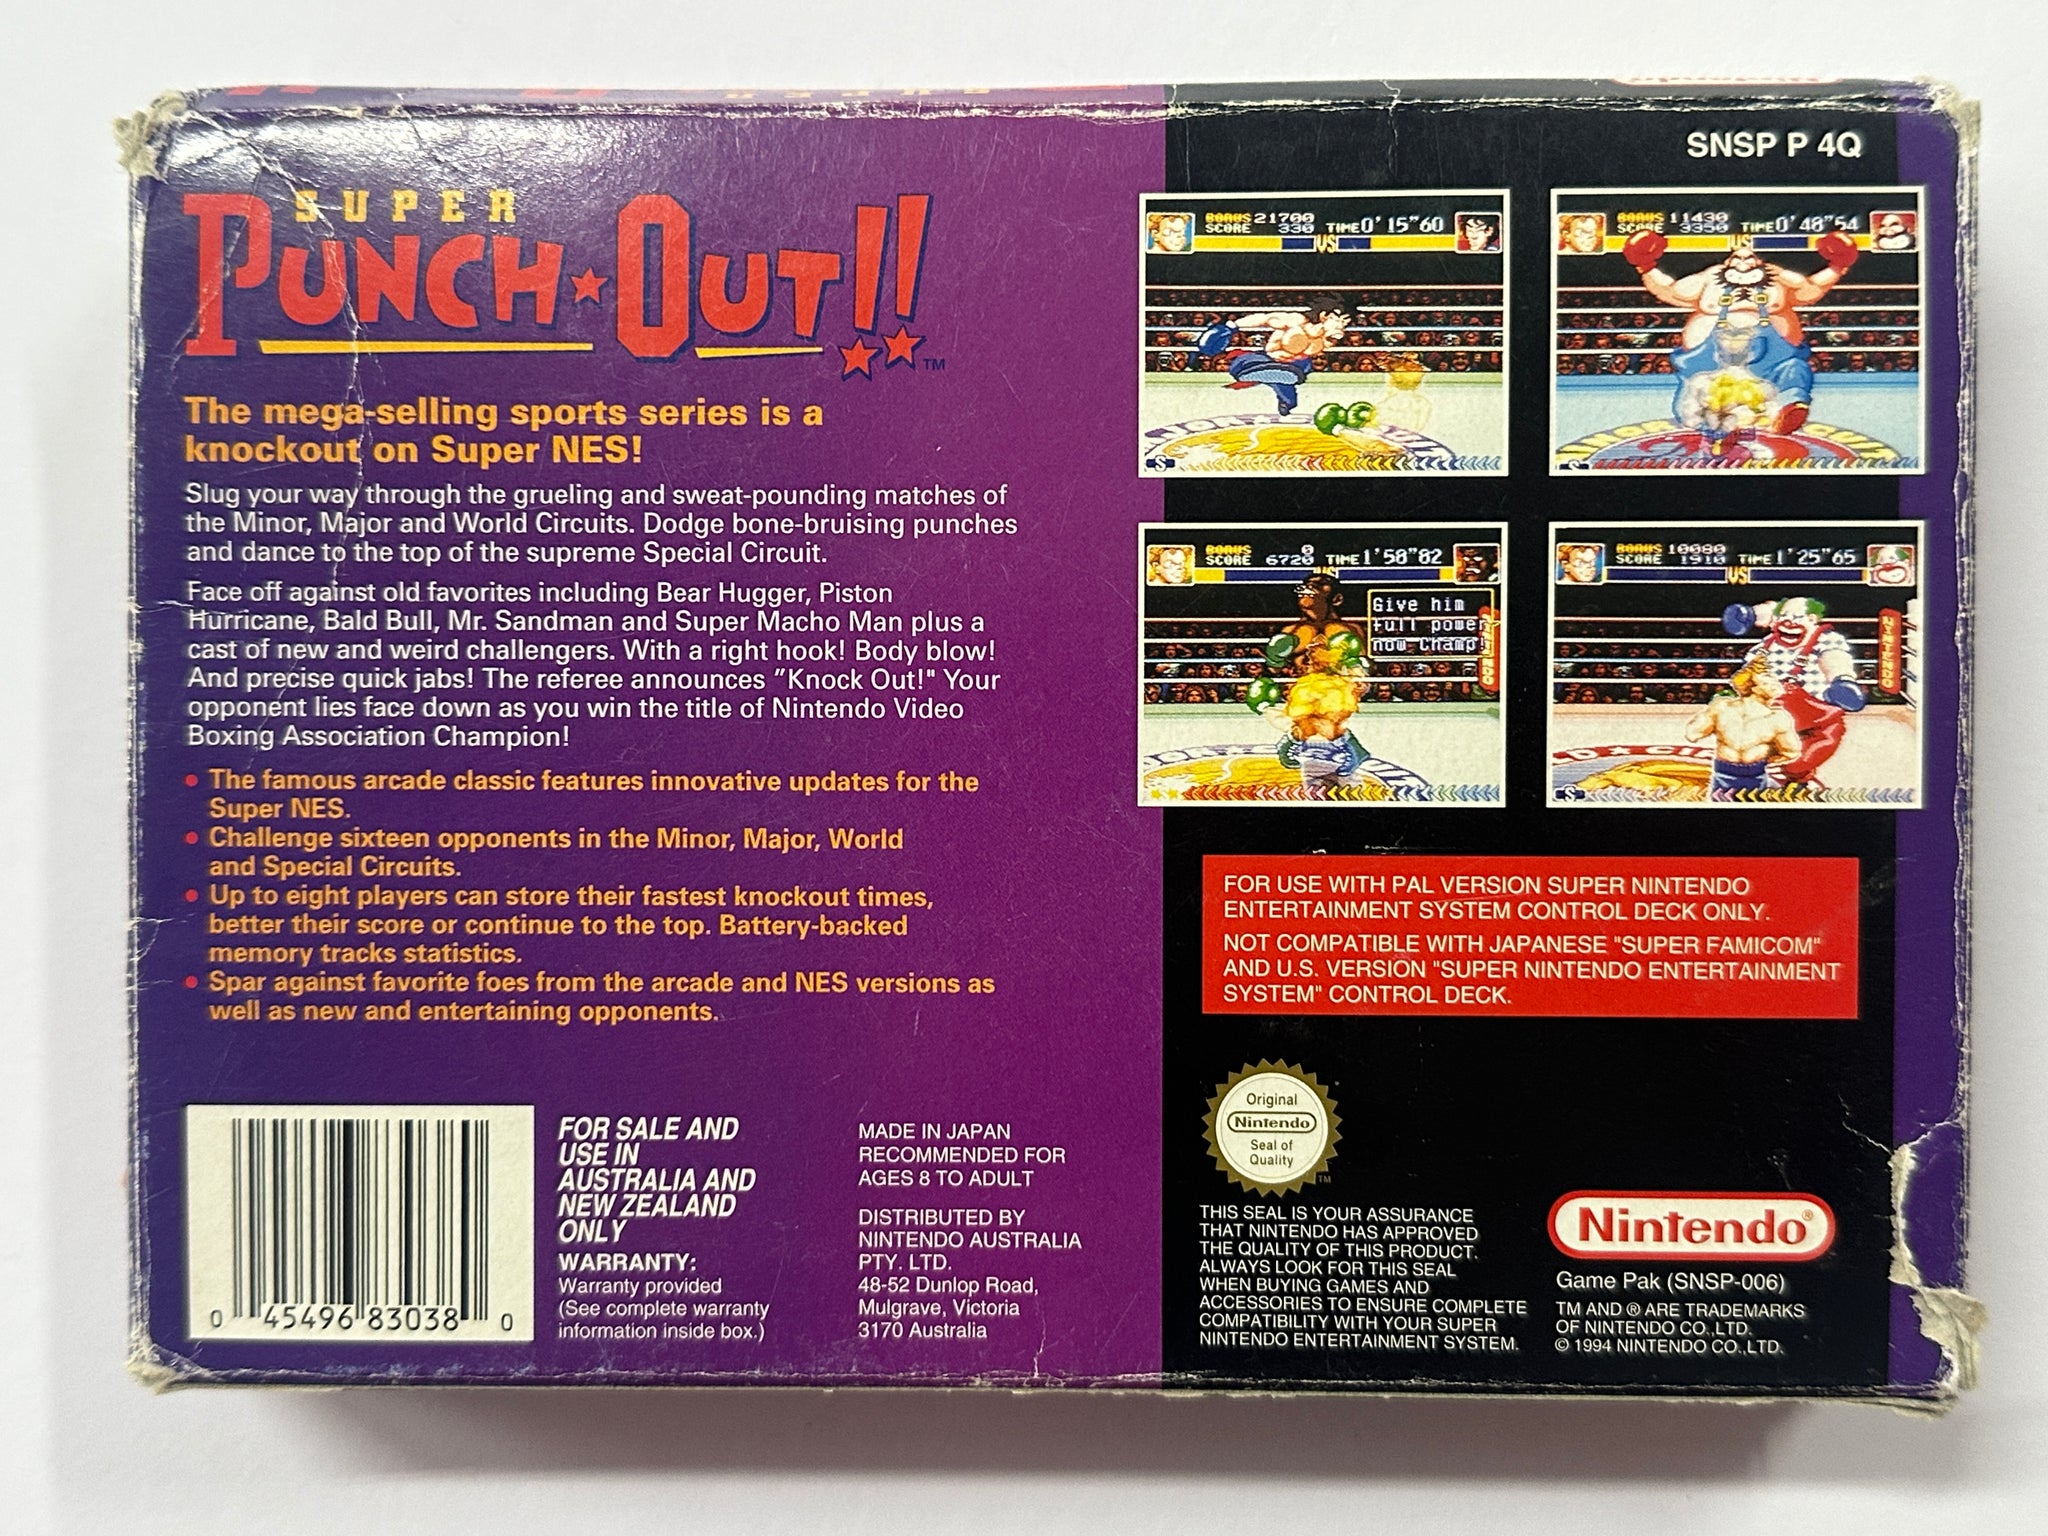 SNSP P 4Q
SUPER
PUNCH★OUT!!
TM
The mega-selling sports series is a
knockout on Super NES!
Slug your way through the grueling and sweat-pounding matches of
the Minor, Major and World Circuits. Dodge bone-bruising punches
and dance to the top of the supreme Special Circuit.
Face off against old favorites including Bear Hugger, Piston
Hurricane, Bald Bull, Mr. Sandman and Super Macho Man plus a
cast of new and weird challengers. With a right hook! Body blow!
And precise quick jabs! The referee announces "Knock Out!" Your
opponent lies face down as you win the title of Nintendo Video
Boxing Association Champion!
• The famous arcade classic features innovative updates for the
Super NES.
• Challenge sixteen opponents in the Minor, Major, World
and Special Circuits.
• Up to eight players can store their fastest knockout times,
better their score or continue to the top. Battery-backed
memory tracks statistics.
• Spar against favorite foes from the arcade and NES versions as
well as new and entertaining opponents.
BONUS 21700
SCORE 330 TIME 0'15"60
VS
BONUS 11430
SCORE 3350 TIME 0'48"54
VS
BONUS 0
SCORE 6720 TIME 1'58"82
VS
Give him
full power
now champ!
BONUS 10080
SCORE 1910 TIME 1'25"65
VS
NINTENDO
FOR USE WITH PAL VERSION SUPER NINTENDO
ENTERTAINMENT SYSTEM CONTROL DECK ONLY.
NOT COMPATIBLE WITH JAPANESE "SUPER FAMICOM"
AND U.S. VERSION "SUPER NINTENDO ENTERTAINMENT
SYSTEM" CONTROL DECK.
0 45496 83038 0
FOR SALE AND
USE IN
AUSTRALIA AND
NEW ZEALAND
ONLY
WARRANTY:
Warranty provided
(See complete warranty
information inside box.)
MADE IN JAPAN
RECOMMENDED FOR
AGES 8 TO ADULT
DISTRIBUTED BY
NINTENDO AUSTRALIA
PTY. LTD.
48-52 Dunlop Road,
Mulgrave, Victoria
3170 Australia
Original
Nintendo
Seal of
Quality
TM
THIS SEAL IS YOUR ASSURANCE
THAT NINTENDO HAS APPROVED
THE QUALITY OF THIS PRODUCT.
ALWAYS LOOK FOR THIS SEAL
WHEN BUYING GAMES AND
ACCESSORIES TO ENSURE COMPLETE
COMPATIBILITY WITH YOUR SUPER
NINTENDO ENTERTAINMENT SYSTEM.
Nintendo®
Game Pak (SNSP-006)
TM AND ® ARE TRADEMARKS
OF NINTENDO CO.,LTD.
© 1994 NINTENDO CO.,LTD.